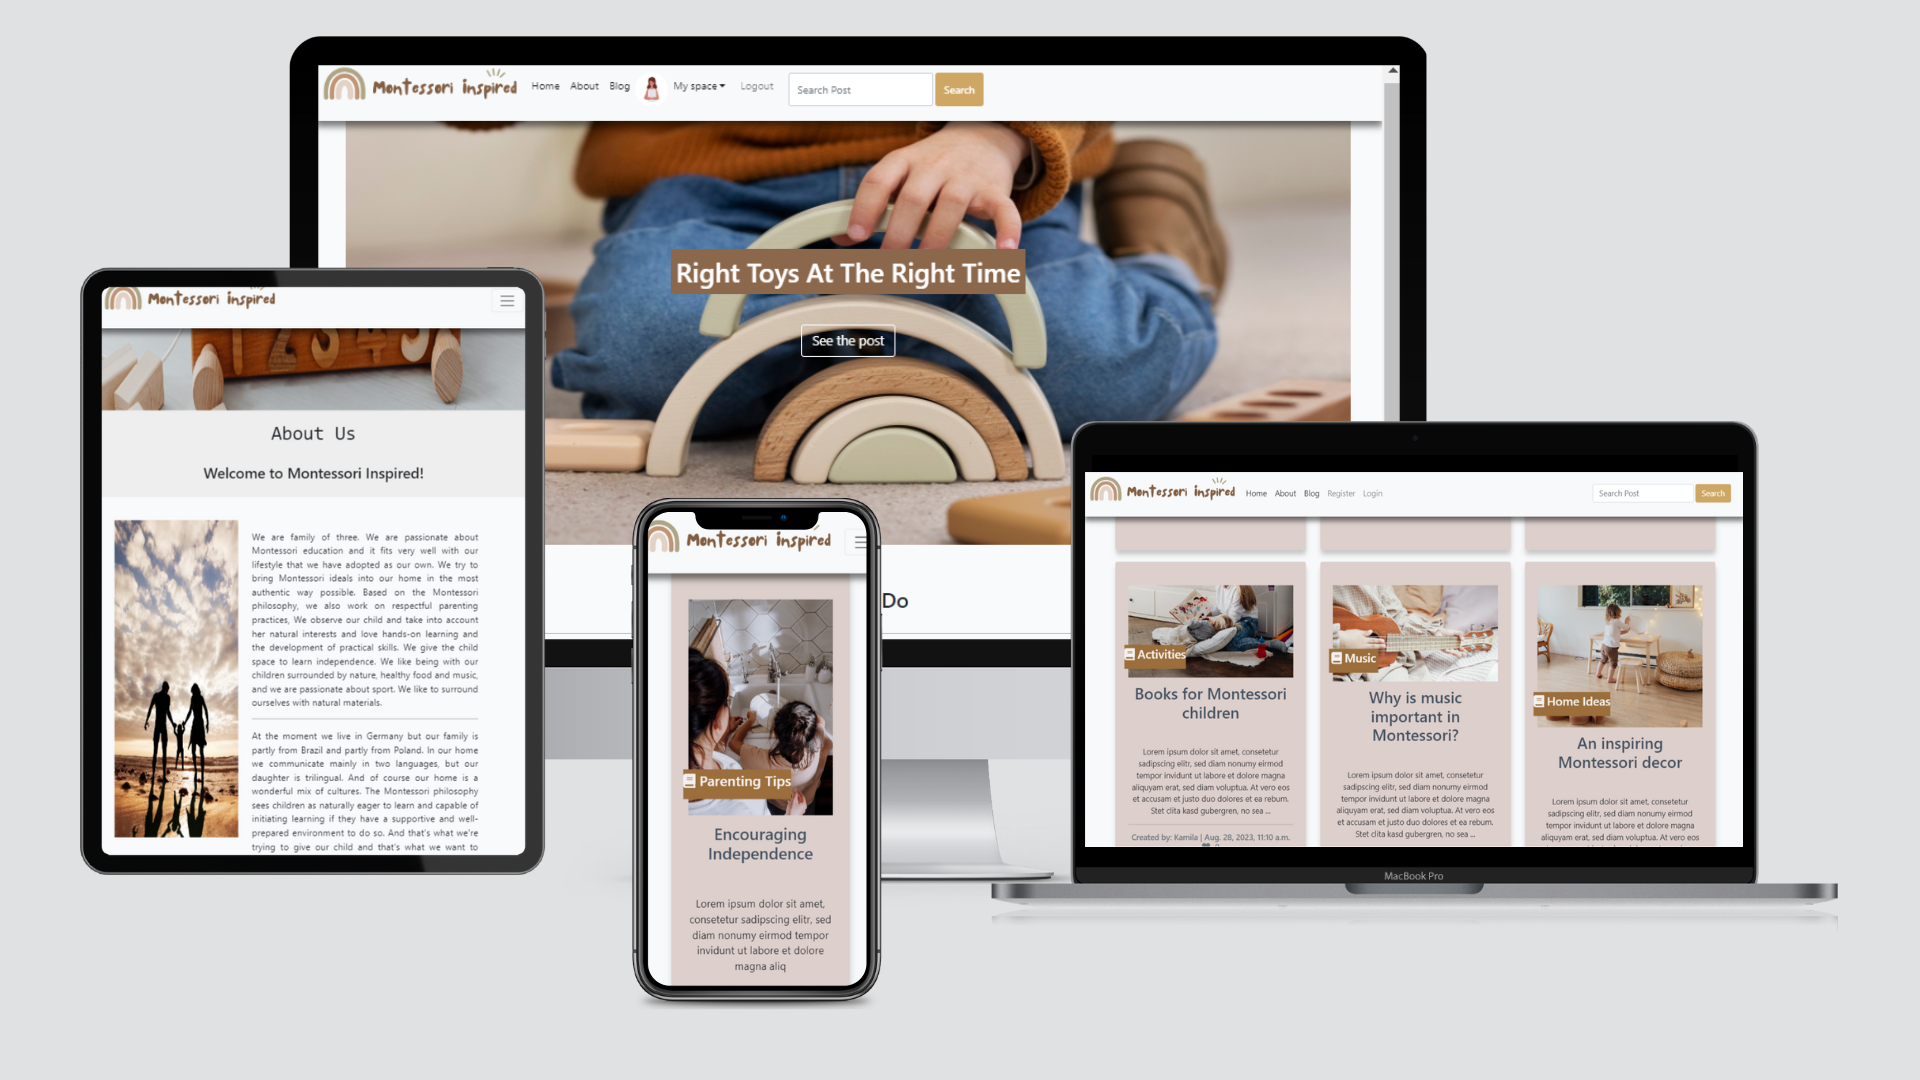 Montessori inspired
Home About Blog My space Logout Search Post Search
Right Toys At The Right Time
See the post
Do
Montessori inspired
1 2 3 4 5
About Us
Welcome to Montessori Inspired!
We are family of three. We are passionate about
Montessori education and it fits very well with our
lifestyle that we have adopted as our own. We try to
bring Montessori ideals into our home in the most
authentic way possible. Based on the Montessori
philosophy, we also work on respectful parenting
practices, We observe our child and take into account
her natural interests and love hands-on learning and
the development of practical skills. We give the child
space to learn independence. We like being with our
children surrounded by nature, healthy food and music,
and we are passionate about sport. We like to surround
ourselves with natural materials.
At the moment we live in Germany but our family is
partly from Brazil and partly from Poland. In our home
we communicate mainly in two languages, but our
daughter is trilingual. And of course our home is a
wonderful mix of cultures. The Montessori philosophy
sees children as naturally eager to learn and capable of
initiating learning if they have a supportive and well-
prepared environment to do so. And that's what we're
trying to give our child and that's what we want to
Montessori inspired
Parenting Tips
Encouraging
Independence
Lorem ipsum dolor sit amet,
consetetur sadipscing elitr, sed
diam nonumy eirmod tempor
invidunt ut labore et dolore
magna aliq
Montessori inspired
Home About Blog Register Login Search Post Search
Activities
Books for Montessori
children
Lorem ipsum dolor sit amet, consetetur
sadipscing elitr, sed diam nonumy eirmod
tempor invidunt ut labore et dolore magna
aliquyam erat, sed diam voluptua. At vero eos
et accusam et justo duo dolores et ea rebum.
Stet clita kasd gubergren, no sea ...
Created by: Kamila | Aug. 28, 2023, 11:10 a.m.
Music
Why is music
important in
Montessori?
Lorem ipsum dolor sit amet, consetetur
sadipscing elitr, sed diam nonumy eirmod
tempor invidunt ut labore et dolore magna
aliquyam erat, sed diam voluptua. At vero eos
et accusam et justo duo dolores et ea rebum.
Stet clita kasd gubergren, no sea ...
Home Ideas
An inspiring
Montessori decor
Lorem ipsum dolor sit amet, consetetur
sadipscing elitr, sed diam nonumy eirmod
tempor invidunt ut labore et dolore magna
aliquyam erat, sed diam voluptua. At vero eos
et accusam et justo duo dolores et ea rebum.
MacBook Pro